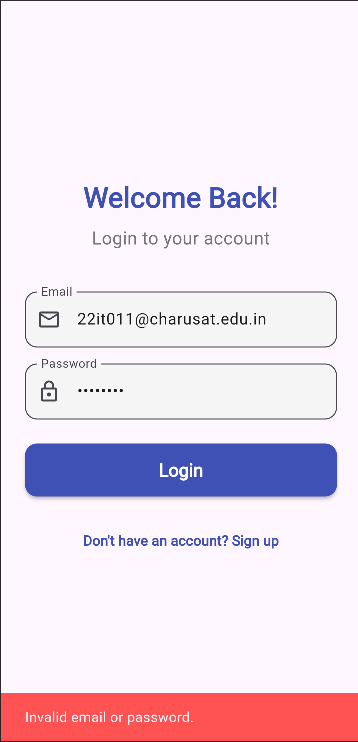 Welcome Back!
Login to your account
Email
22it011@charusat.edu.in
Password
••••••••
Login
Don't have an account? Sign up
Invalid email or password.